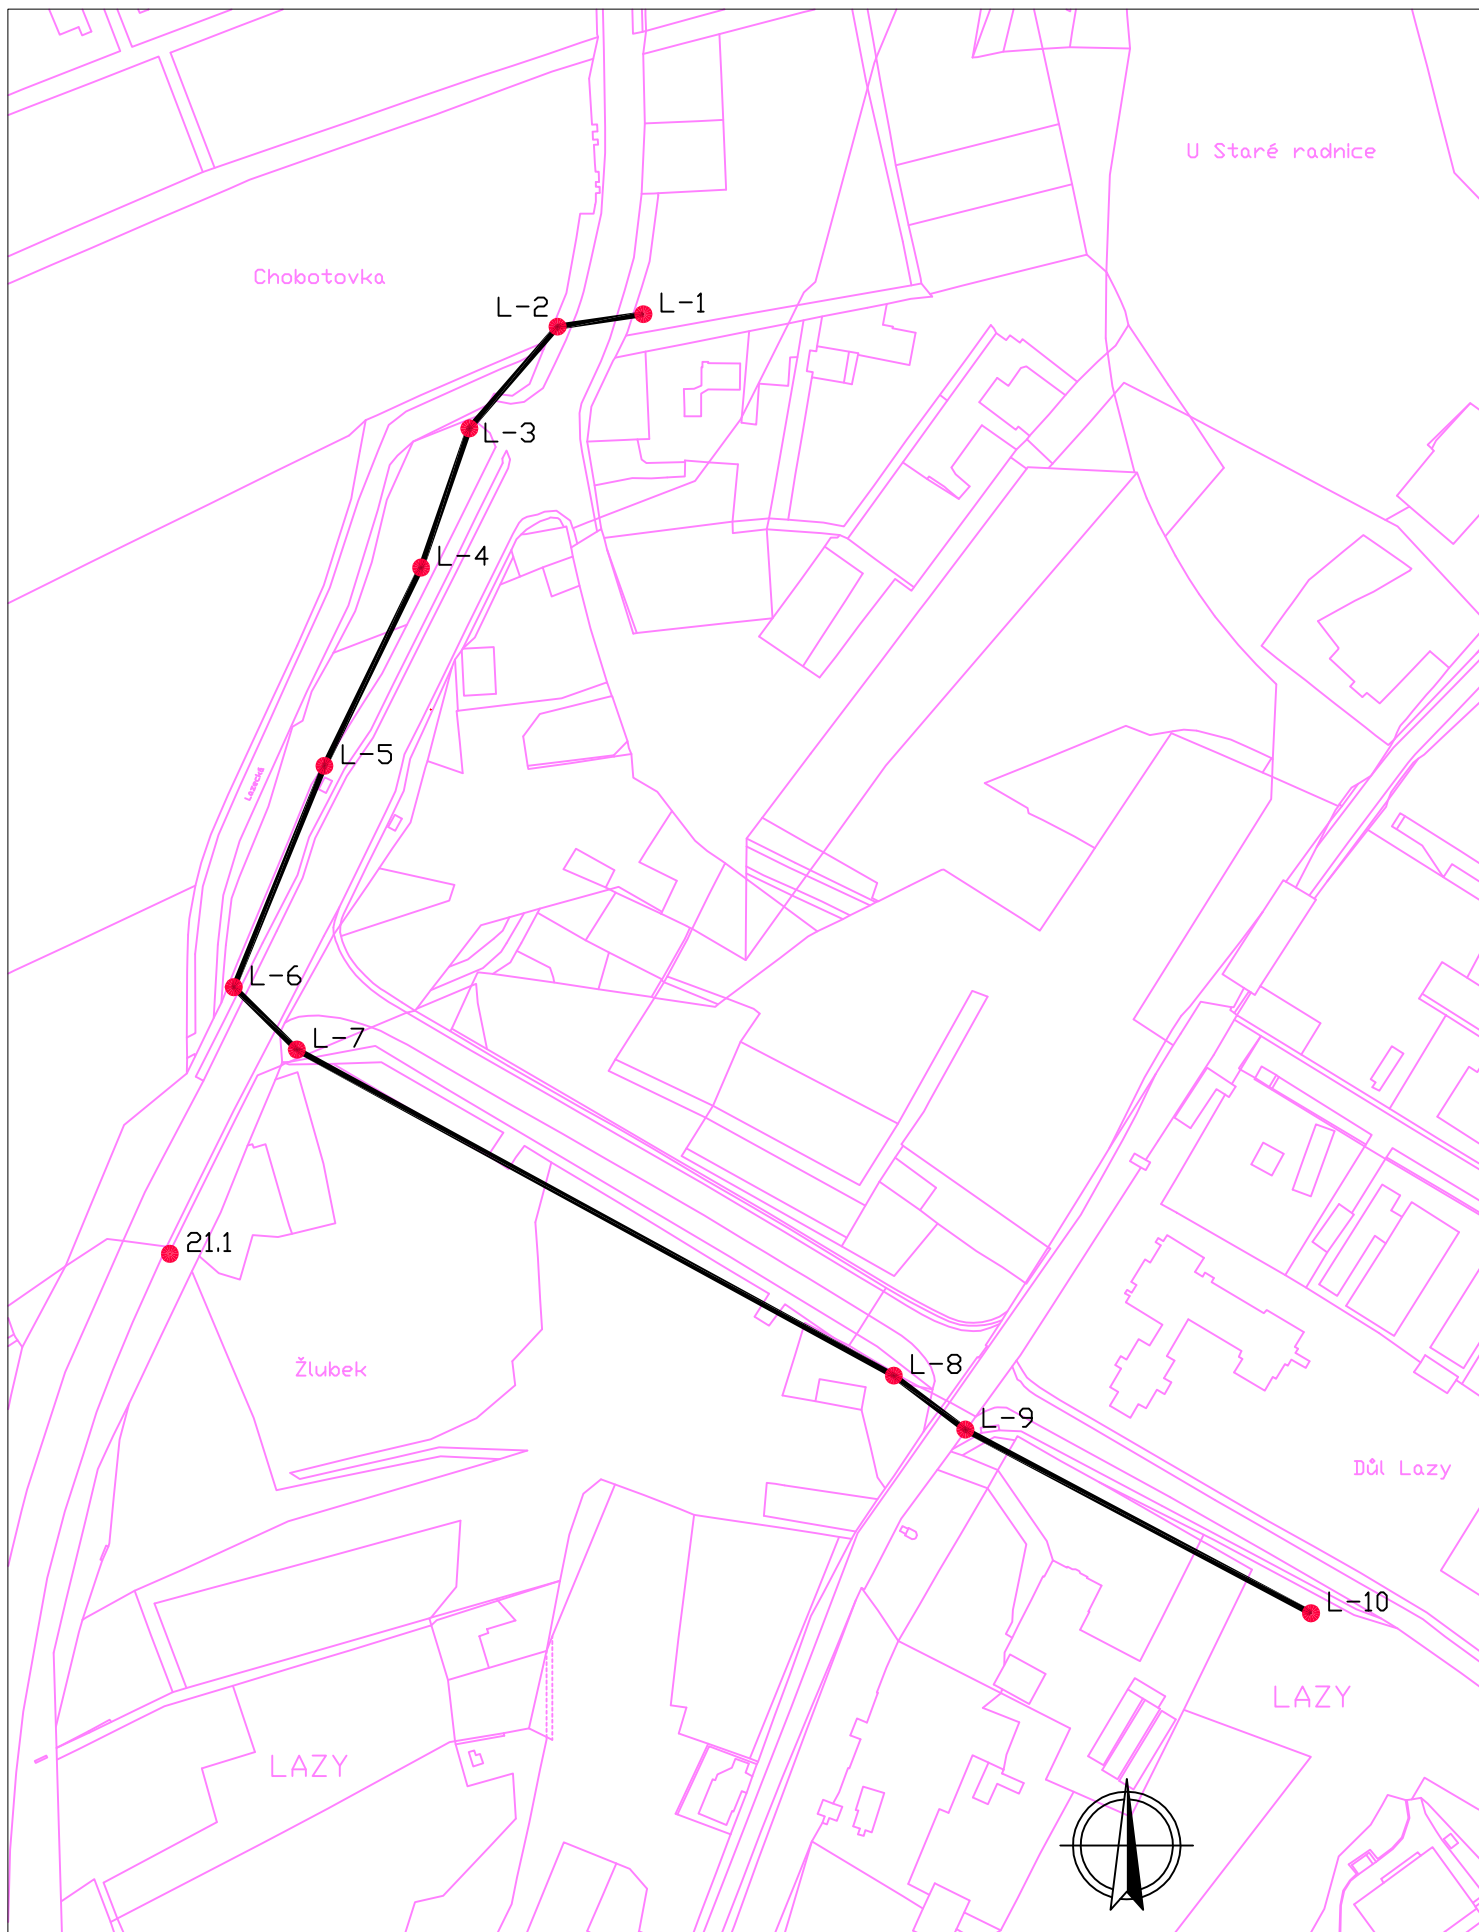 U Staré radnice
Chobotovka
L-1
L-2
L-3
L-4
L-5
Lazecká
L-6
L-7
21.1
Žlubek
L-8
L-9
Důl Lazy
L-10
LAZY
LAZY